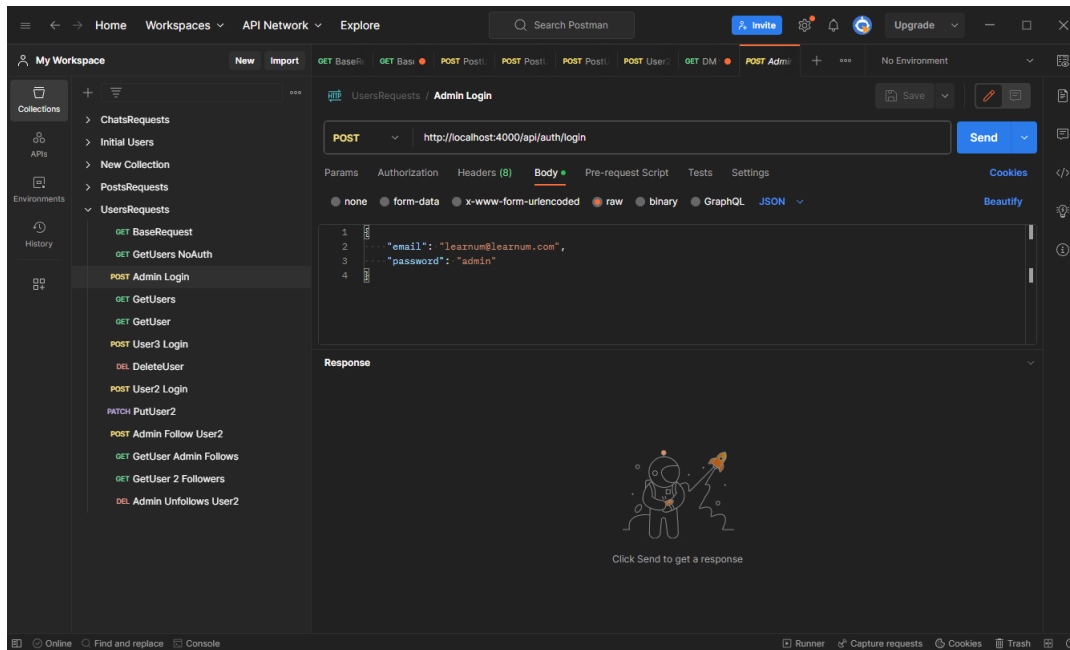 Home Workspaces API Network Explore Search Postman Invite Upgrade
My Workspace New Import
GET BaseR GET Bas POST Post POST Post POST Post POST User GET DM POST Admi No Environment
Collections
APIs
Environments
History
ChatsRequests
Initial Users
New Collection
PostsRequests
UsersRequests
GET BaseRequest
GET GetUsers NoAuth
POST Admin Login
GET GetUsers
GET GetUser
POST User3 Login
DEL DeleteUser
POST User2 Login
PATCH PutUser2
POST Admin Follow User2
GET GetUser Admin Follows
GET GetUser 2 Followers
DEL Admin Unfollows User2
HTTP UsersRequests / Admin Login Save
POST http://localhost:4000/api/auth/login Send
Params Authorization Headers (8) Body Pre-request Script Tests Settings Cookies
none form-data x-www-form-urlencoded raw binary GraphQL JSON Beautify
1 {
2 "email": "learnum@learnum.com",
3 "password": "admin"
4 }
Response
Click Send to get a response
Online Find and replace Console Runner Capture requests Cookies Trash